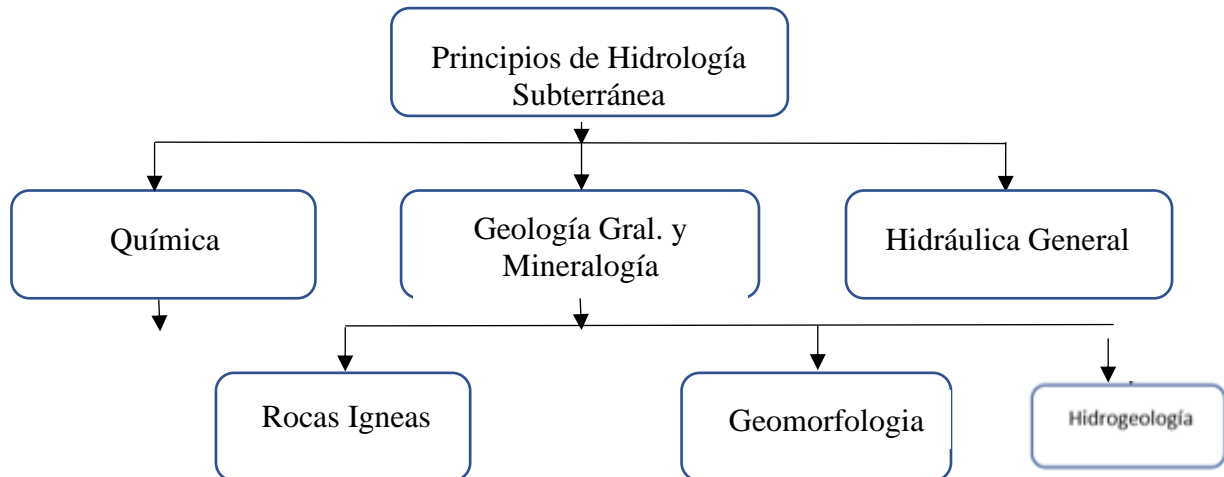 Principios de Hidrología
Subterránea
Química
Geología Gral. y
Mineralogía
Hidráulica General
Rocas Igneas
Geomorfologia
Hidrogeología